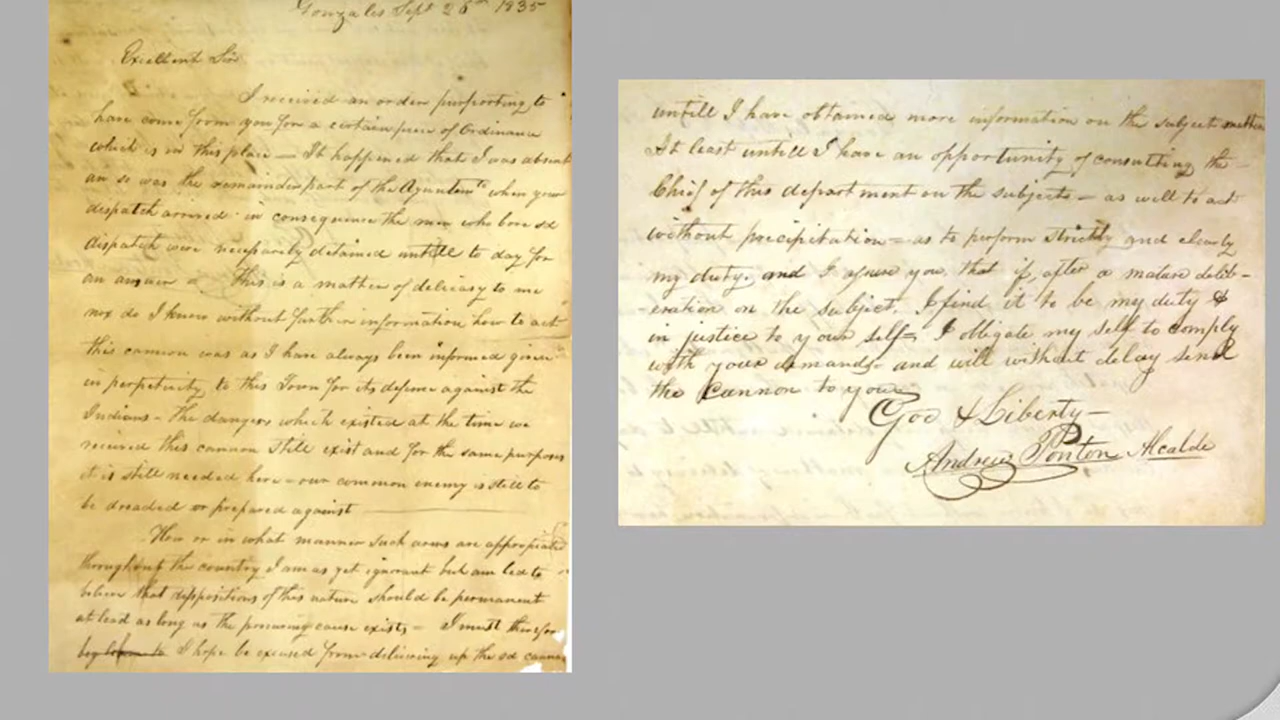 Gonzales Sept 26th 1835
Excellent Sir
I received an order purporting to
have come from you for a certain piece of Ordinance
which is in this place — It happened that I was absent
an so was the remainder part of the Ayuntamto when your
dispatch arrived in consequence the men who bore sd
dispatch were necessarily detained untill to day for
an answer = This is a matter of delicasy to me
nor do I know without farther information how to act
this cannon was as I have always been informed given
in perpetuity to this Town for its defense against the
Indians – The dangers which existed at the time we
received this cannon still exist and for the same purposes
it is still needed here – our common enemy is still to
be dreaded or prepared against
How or in what manner such arms are appropriated
throughout the country I am as yet ignorant but am led to
believe that dispositions of this nature should be permanent
at least as long as the procuring cause exists = I must therefore
beg to I hope be excused from delivering up the sd cannon
untill I have obtained more information on the subject matter
At least untill I have an opportunity of consulting the
Chief of this department on the subjects – as well to act
without precipitation = as to perform strictly and clearly
my duty. and I assure you, that if, after a mature delib-
eration on the subject, I find it to be my duty &
in justice to your self = I obligate my self to comply
with your demands – and will without delay send
the Cannon to you
God & Liberty –
Andrew Ponton Alcalde